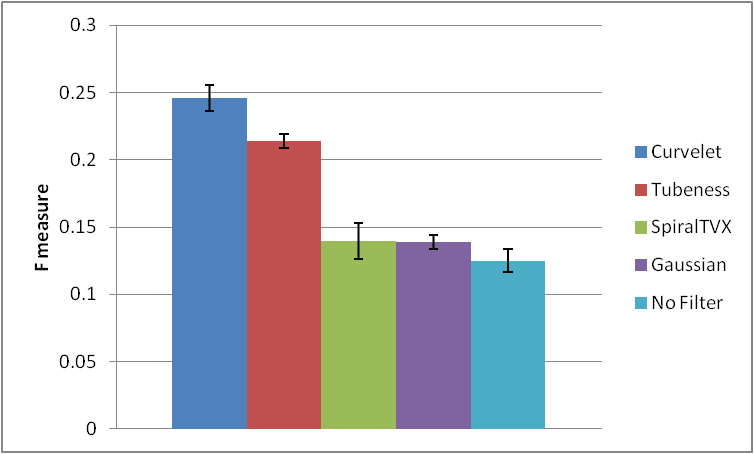 0.3
0.25
0.2
0.15
0.1
0.05
0
F measure
Curvelet
Tubeness
SpiralTVX
Gaussian
No Filter